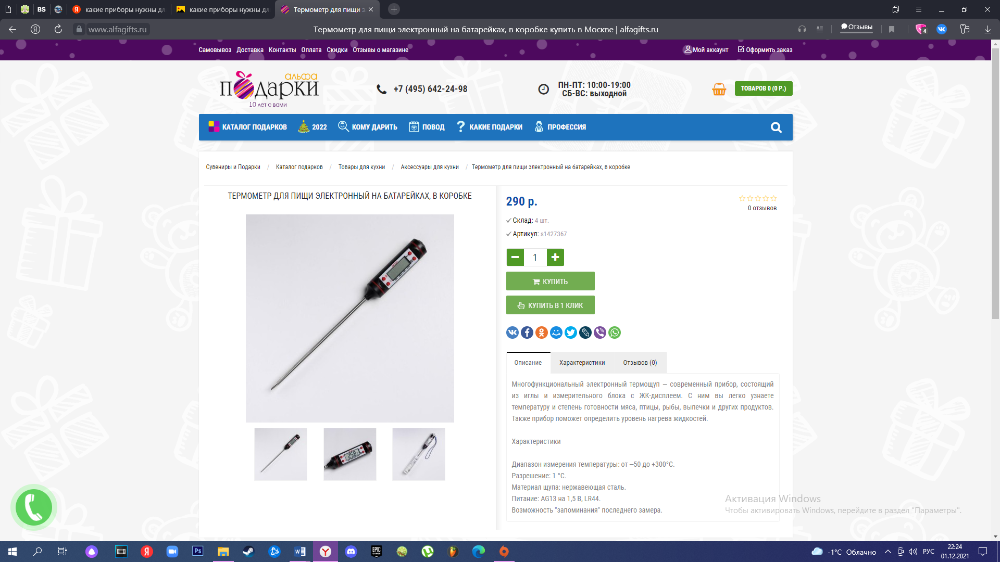 BS
какие приборы нужны дл
какие приборы нужны дл
Термометр для пищи э
www.alfagifts.ru
Термометр для пищи электронный на батарейках, в коробке купить в Москве | alfagifts.ru
Отзывы
4
Самовывоз Доставка Контакты Оплата Скидки Отзывы о магазине
Мой аккаунт Оформить заказ
альфа
подарки
10 лет с вами
+7 (495) 642-24-98
ПН-ПТ: 10:00-19:00
СБ-ВС: выходной
ТОВАРОВ 0 (0 Р.)
КАТАЛОГ ПОДАРКОВ 2022 КОМУ ДАРИТЬ ПОВОД КАКИЕ ПОДАРКИ ПРОФЕССИЯ
Сувениры и Подарки / Каталог подарков / Товары для кухни / Аксессуары для кухни / Термометр для пищи электронный на батарейках, в коробке
ТЕРМОМЕТР ДЛЯ ПИЩИ ЭЛЕКТРОННЫЙ НА БАТАРЕЙКАХ, В КОРОБКЕ
290 р.
0 отзывов
Склад: 4 шт.
Артикул: s1427367
1
КУПИТЬ
КУПИТЬ В 1 КЛИК
Описание Характеристики Отзывов (0)
Многофункциональный электронный термощуп — современный прибор, состоящий
из иглы и измерительного блока с ЖК-дисплеем. С ним вы легко узнаете
температуру и степень готовности мяса, птицы, рыбы, выпечки и других продуктов.
Также прибор поможет определить уровень нагрева жидкостей.
Характеристики
Диапазон измерения температуры: от —50 до +300°С.
Разрешение: 1 °С.
Материал щупа: нержавеющая сталь.
Питание: AG13 на 1,5 В, LR44.
Возможность "запоминания" последнего замера.
Активация Windows
Чтобы активировать Windows, перейдите в раздел "Параметры".
-1°C Облачно
РУС
22:24
01.12.2021